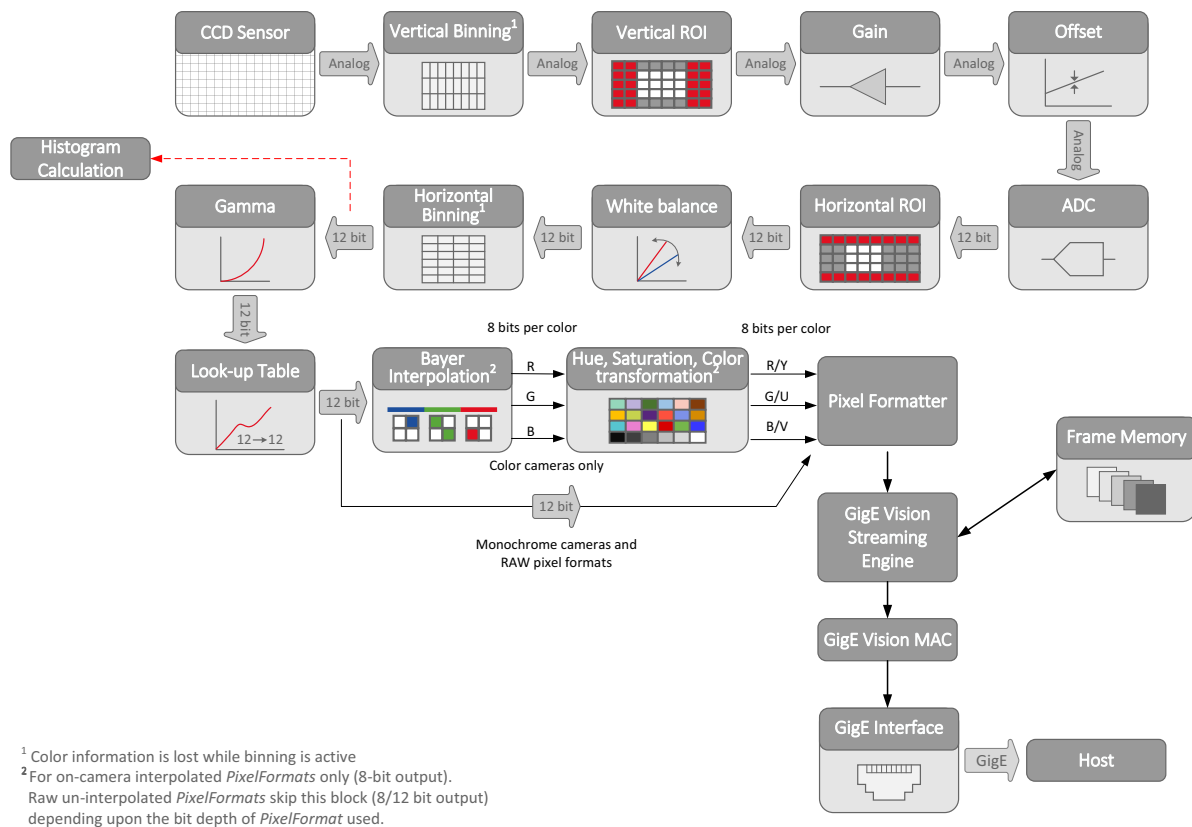 CCD Sensor
Vertical Binning¹
Vertical ROI
Gain
Offset
Analog
Analog
Analog
Analog
Analog
Histogram
Calculation
Gamma
Horizontal
Binning¹
White balance
Horizontal ROI
ADC
12 bit
12 bit
12 bit
12 bit
12 bit
8 bits per color
8 bits per color
Look-up Table
12→12
12 bit
Bayer
Interpolation²
R
G
B
Hue, Saturation, Color
transformation²
R/Y
G/U
B/V
Pixel Formatter
Color cameras only
12 bit
Monochrome cameras and
RAW pixel formats
Frame Memory
GigE Vision
Streaming
Engine
GigE Vision MAC
GigE Interface
GigE
Host
¹ Color information is lost while binning is active
² For on-camera interpolated PixelFormats only (8-bit output).
Raw un-interpolated PixelFormats skip this block (8/12 bit output)
depending upon the bit depth of PixelFormat used.